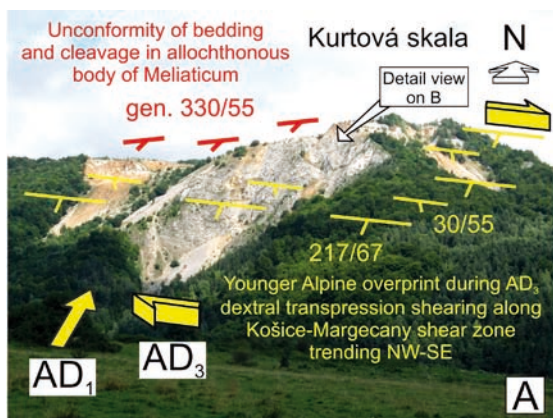 Unconformity of bedding
and cleavage in allochthonous
body of Meliaticum
gen. 330/55
Kurtová skala
N
Detail view
on B
30/55
217/67
Younger Alpine overprint during AD₃
dextral transpression shearing along
Košice-Margecany shear zone
trending NW-SE
AD₁
AD₃
A